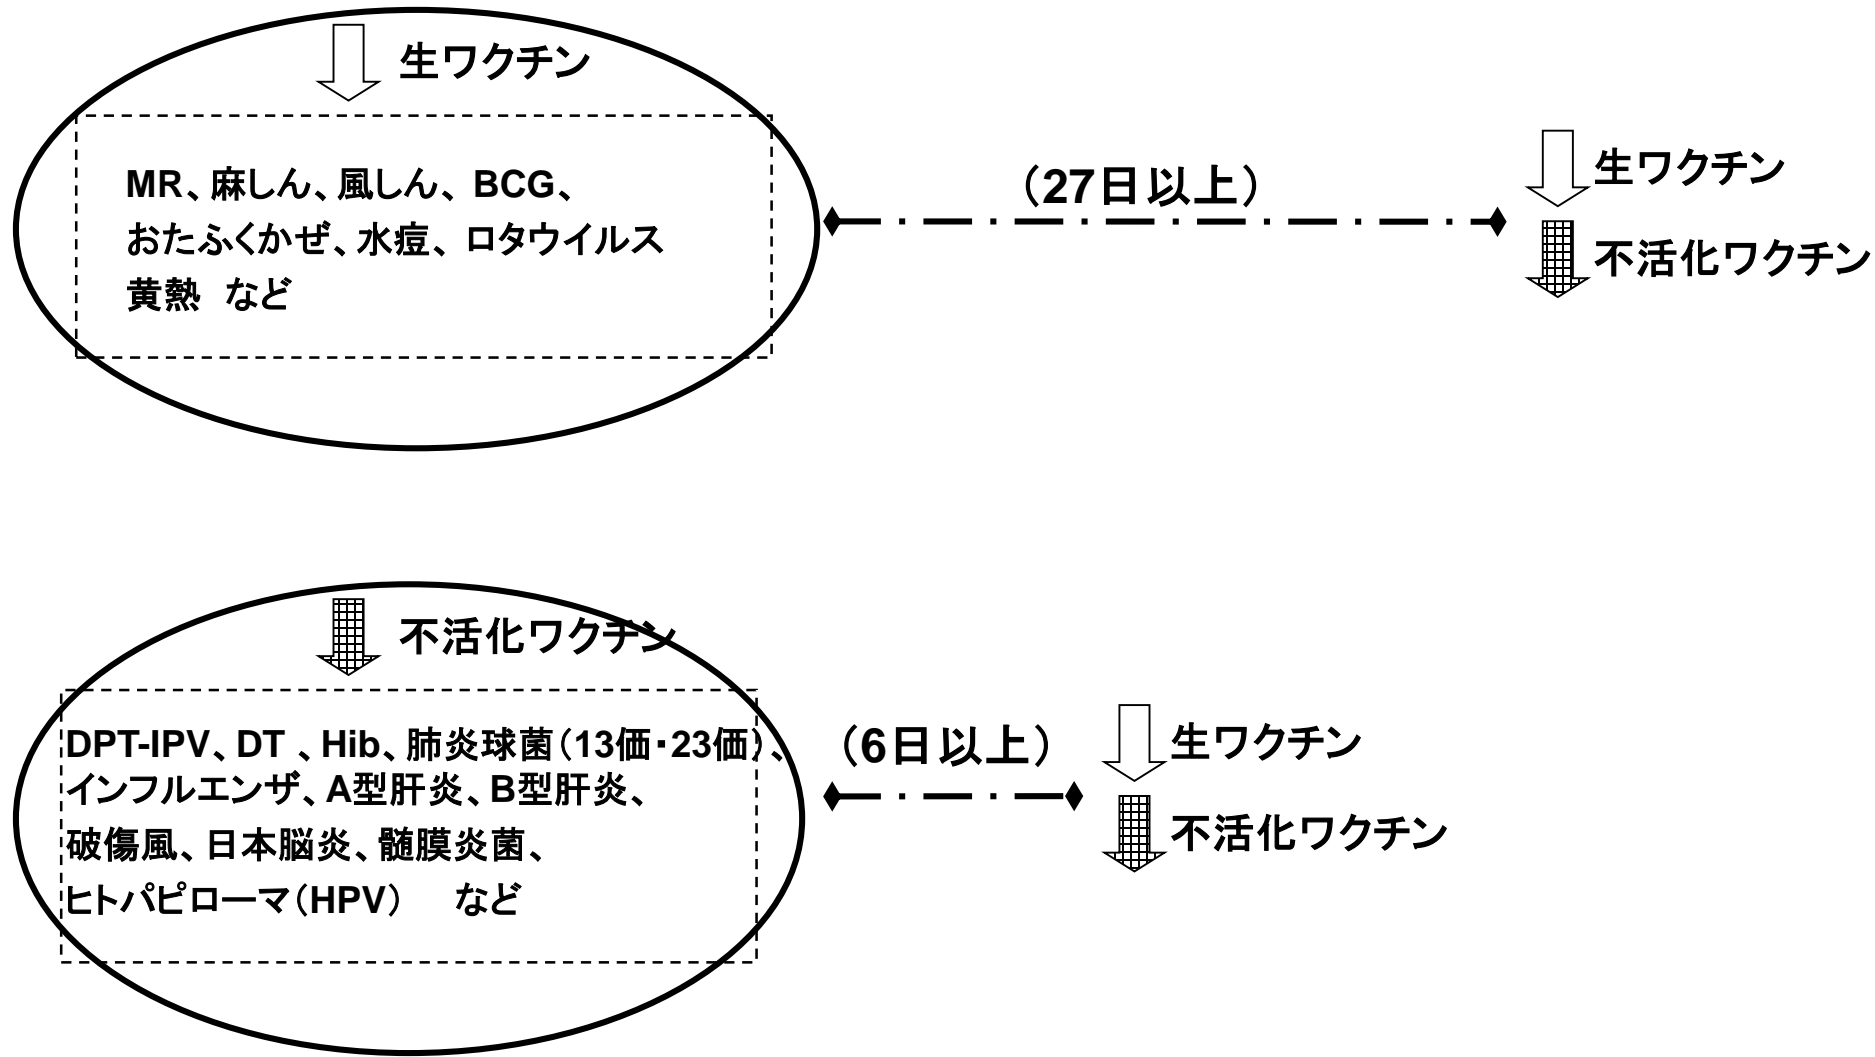 生ワクチン
MR、麻しん、風しん、BCG、
おたふくかぜ、水痘、ロタウイルス
黄熱　など
（27日以上）
生ワクチン
不活化ワクチン
不活化ワクチン
DPT-IPV、DT 、Hib、肺炎球菌（13価・23価）、
インフルエンザ、A型肝炎、B型肝炎、
破傷風、日本脳炎、髄膜炎菌、
ヒトパピローマ（HPV）　など
（6日以上）
生ワクチン
不活化ワクチン